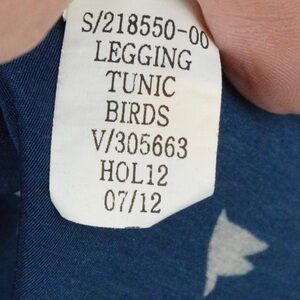 S/218550-00
LEGGING
TUNIC
BIRDS
V/305663
HOL12
07/12